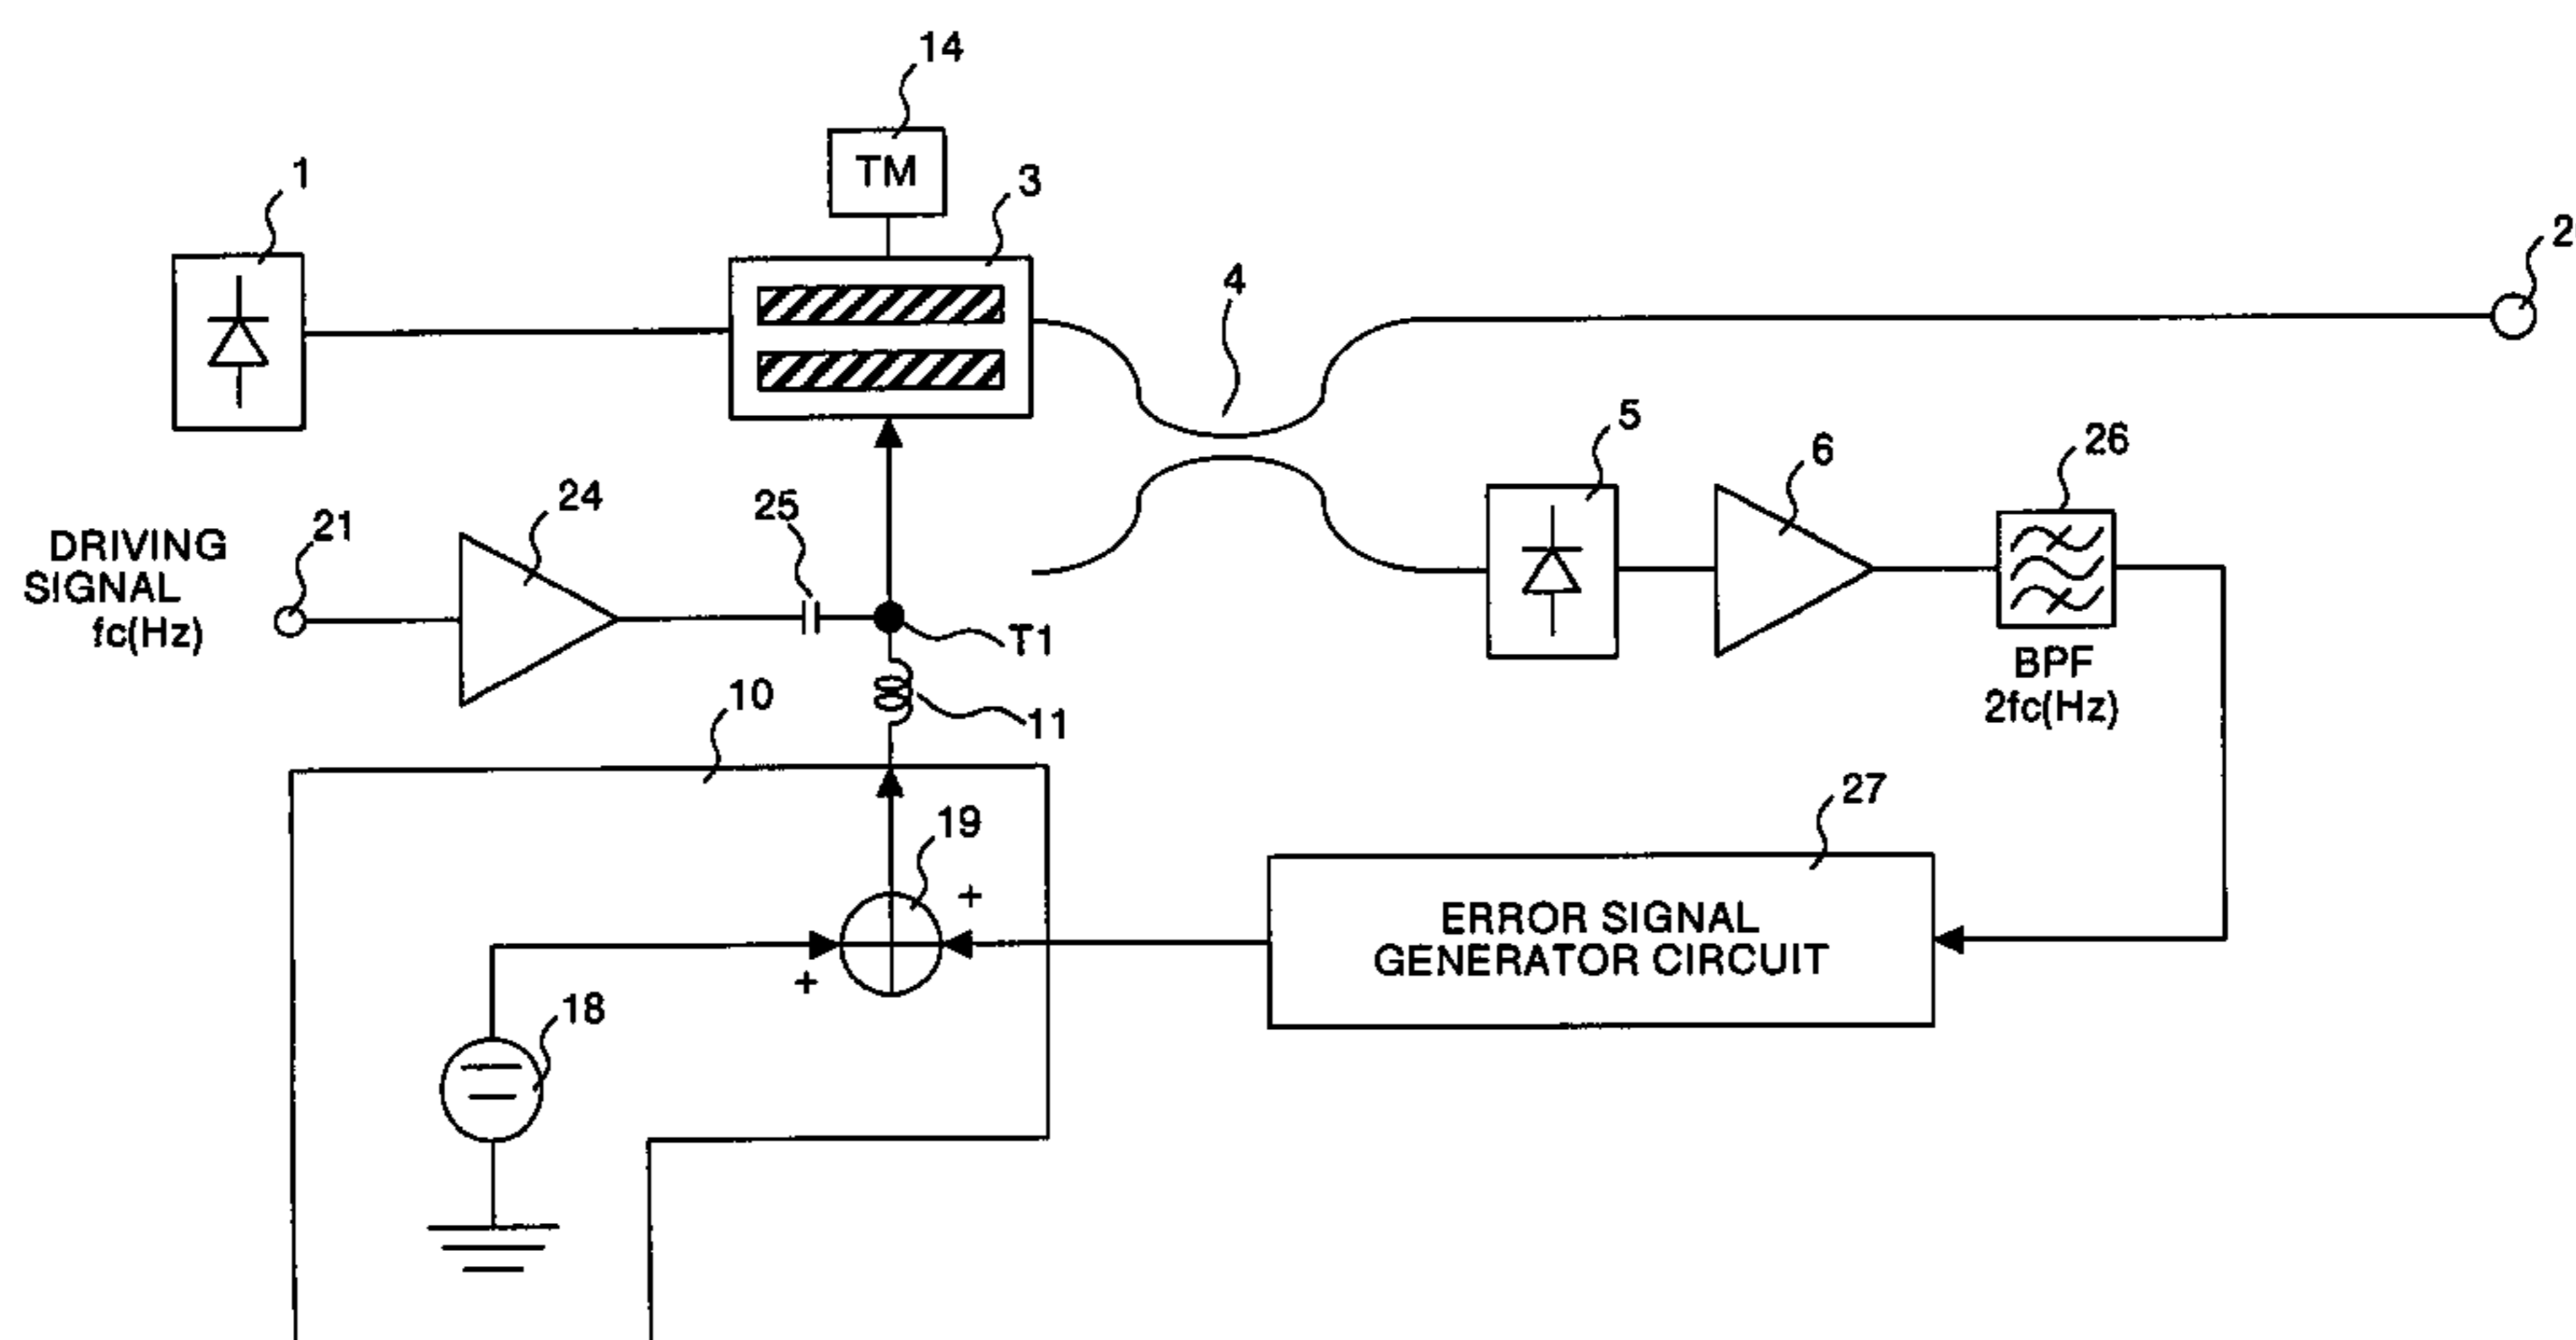 14
TM
1
3
2
4
5
6
26
24
25
21
DRIVING
SIGNAL
fc(Hz)
T1
BPF
2fc(Hz)
10
11
27
19
+
ERROR SIGNAL
GENERATOR CIRCUIT
+
18